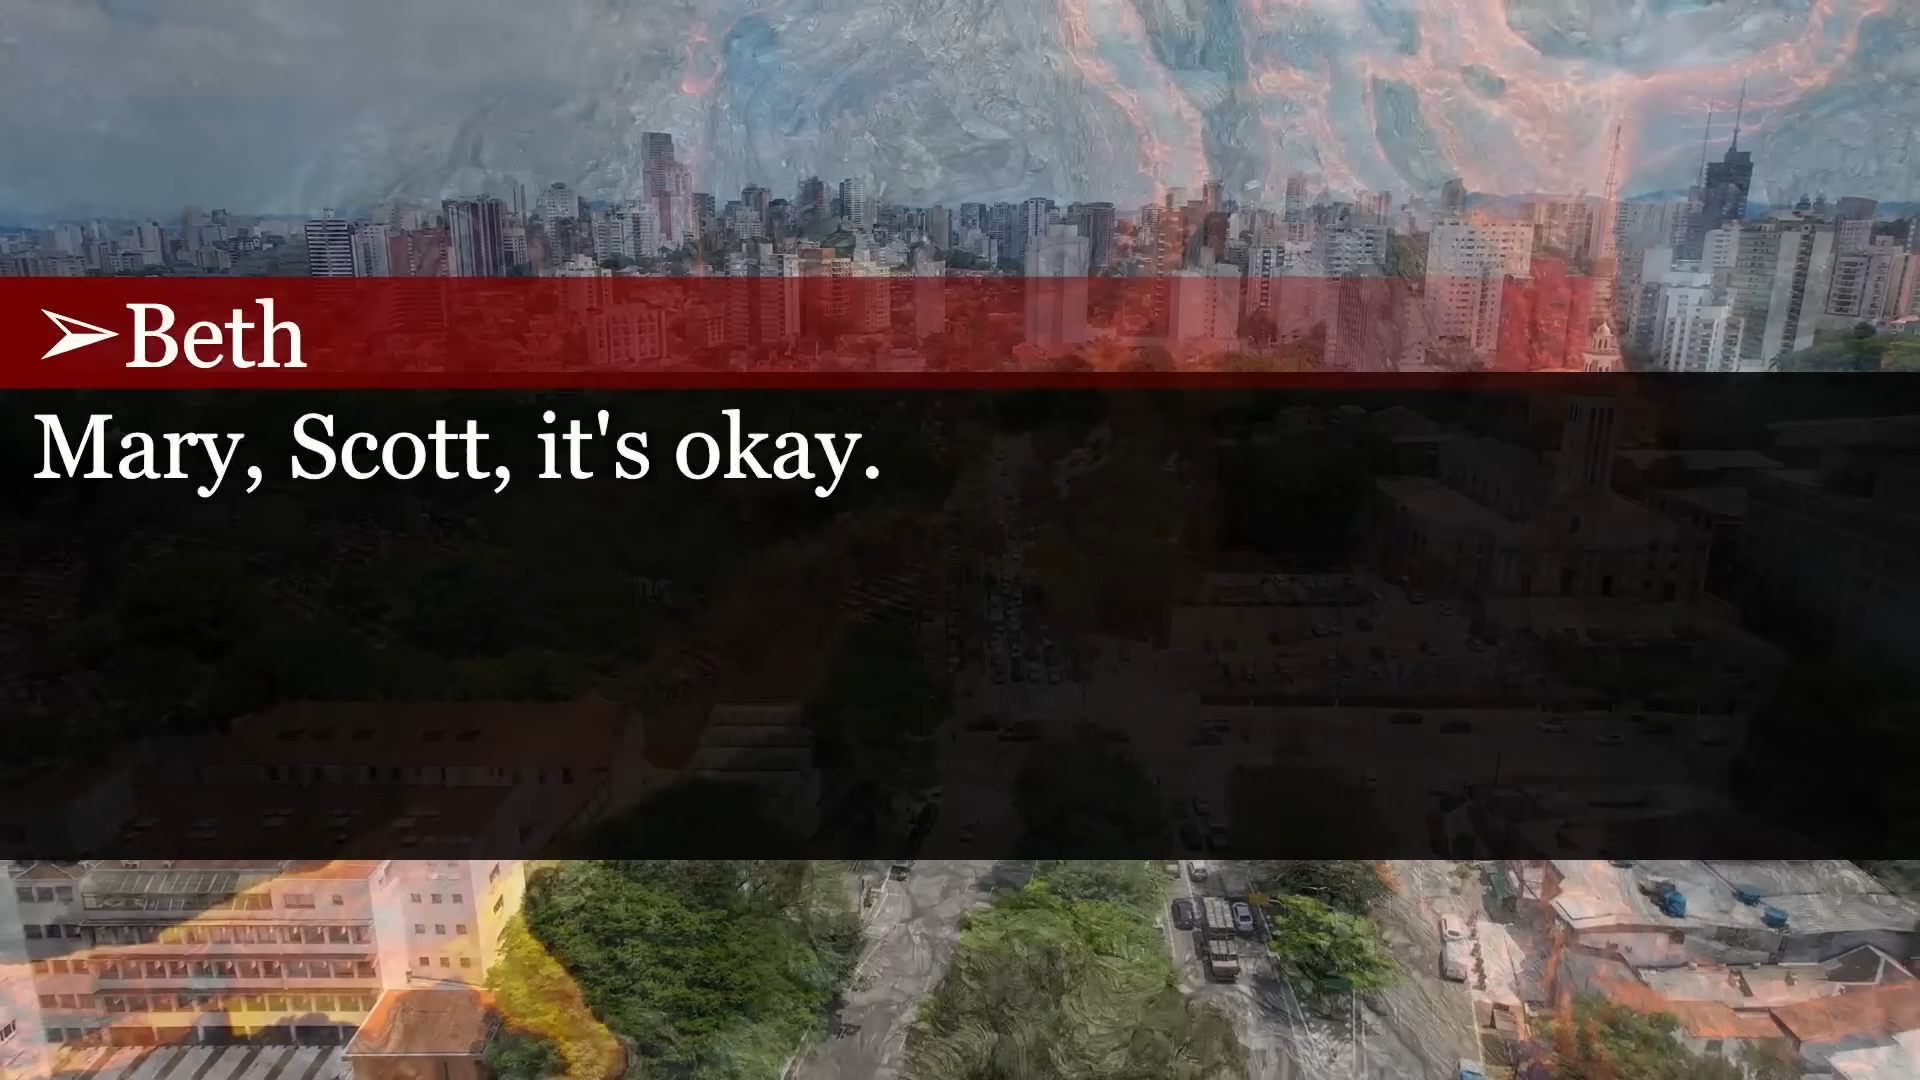 ➢Beth
Mary, Scott, it's okay.